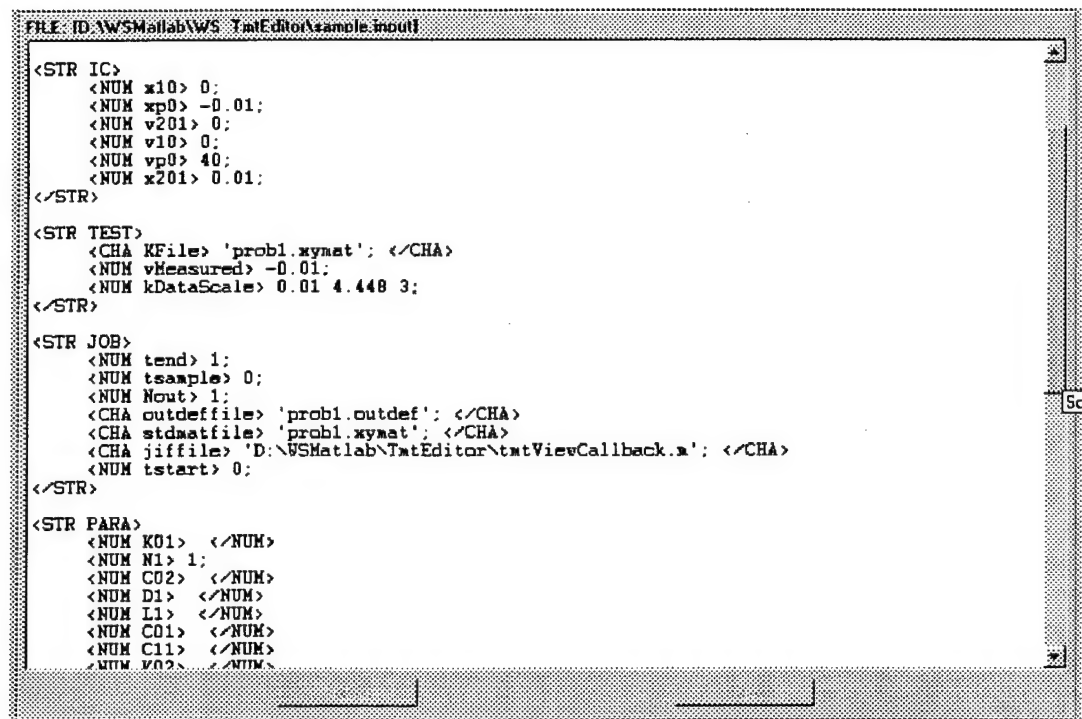 FILE: [D:\WSMatlab\WS_TmtEditor\sample.inout]
<STR IC>
<NUM x10> 0;
<NUM xp0> -0.01;
<NUM v201> 0;
<NUM v10> 0;
<NUM vp0> 40;
<NUM x201> 0.01;
</STR>
<STR TEST>
<CHA KFile> 'prob1.xymat'; </CHA>
<NUM vMeasured> -0.01;
<NUM kDataScale> 0.01 4.448 3;
</STR>
<STR JOB>
<NUM tend> 1;
<NUM tsample> 0;
<NUM Nout> 1;
<CHA outdeffile> 'prob1.outdef'; </CHA>
<CHA stdmatfile> 'prob1.xymat'; </CHA>
<CHA jiffile> 'D:\WSMatlab\TmtEditor\tmtViewCallback.m'; </CHA>
<NUM tstart> 0;
</STR>
<STR PARA>
<NUM K01> </NUM>
<NUM N1> 1;
<NUM C02> </NUM>
<NUM D1> </NUM>
<NUM L1> </NUM>
<NUM C01> </NUM>
<NUM C11> </NUM>
<NUM K02> </NUM>
Sc